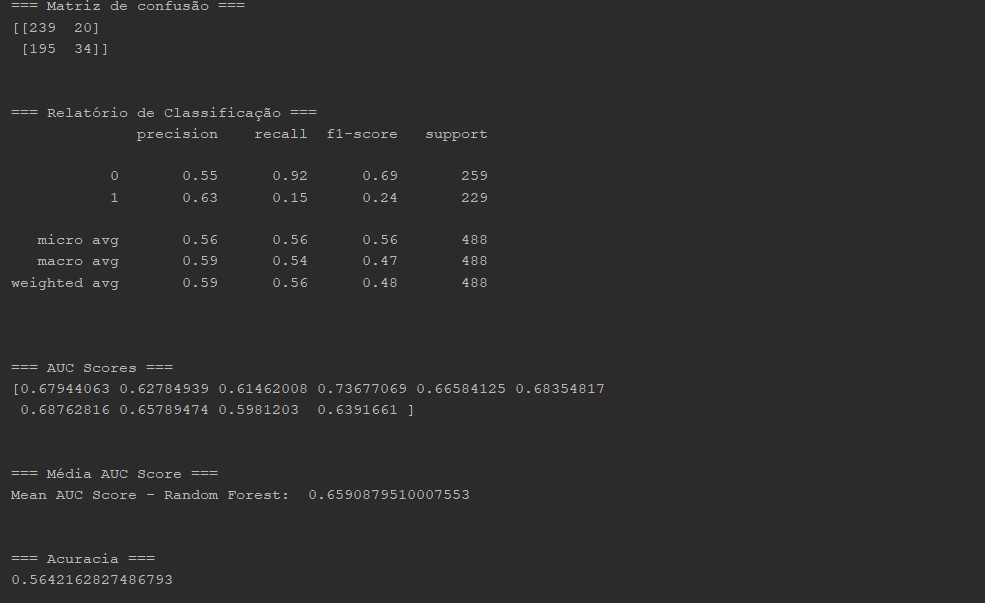 === Matriz de confusão ===
[[239  20]
 [195  34]]
=== Relatório de Classificação ===
              precision    recall  f1-score   support
           0       0.55      0.92      0.69       259
           1       0.63      0.15      0.24       229
   micro avg       0.56      0.56      0.56       488
   macro avg       0.59      0.54      0.47       488
weighted avg       0.59      0.56      0.48       488
=== AUC Scores ===
[0.67944063 0.62784939 0.61462008 0.73677069 0.66584125 0.68354817
 0.68762816 0.65789474 0.5981203  0.6391661 ]
=== Média AUC Score ===
Mean AUC Score - Random Forest:  0.6590879510007553
=== Acuracia ===
0.5642162827486793